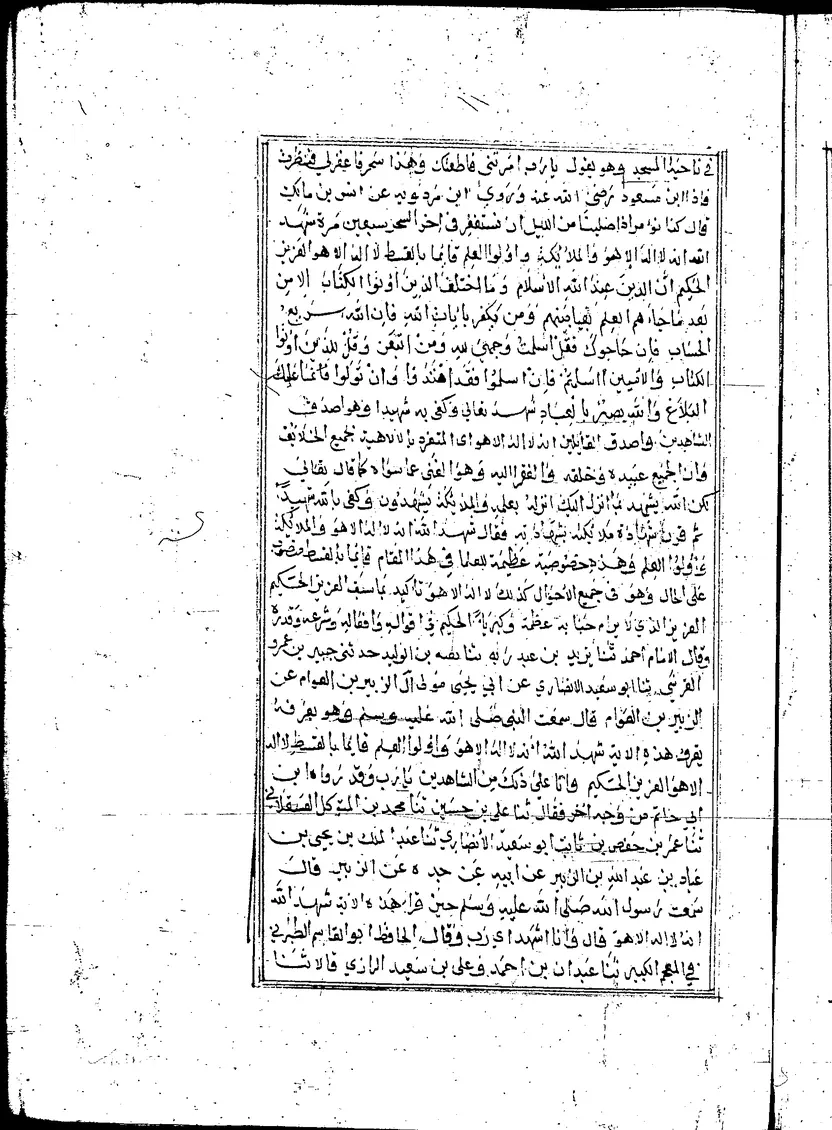 في ناحية المسجد وهو يقول يا رب امرتني فاطعتك وهذا سحر فاغفر لي فنظرت
فاذا ابن مسعود رضي الله عنه وروي ابن مردويه عن انس بن مالك
قال كنا نؤمر اذا صلينا من الليل ان نستغفر في اخر السحر سبعين مرة شهد
الله انه لا اله الا هو والملائكة واولوا العلم قائما بالقسط لا اله الا هو العزيز
الحكيم ان الدين عند الله الاسلام وما اختلف الذين اوتوا الكتاب الا من
بعد ما جاءهم العلم بغيا بينهم ومن يكفر بايات الله فان الله سريع
الحساب فان حاجوك فقل اسلمت وجهي لله ومن اتبعن وقل للذين اوتوا
الكتاب والاميين ااسلمتم فان اسلموا فقد اهتدوا وان تولوا فانما عليك
البلاغ والله بصير بالعباد شهد تعالي وكفى به شهيدا وهو اصدق
الشاهدين واصدق القايلين انه لا اله الا هو اي المتفرد بالالاهية لجميع الخلايق
وان الجميع عبيده وخلقه والفقرا اليه وهو الغني عما سواه كما قال تعالى
لكن الله يشهد بما انزل اليك انزله بعلمه والملائكة يشهدون وكفى بالله شهيدا
ثم قرن شهادة ملائكته بشهادته فقال شهد الله انه لا اله الا هو والملائكة
واولوا العلم وهذه خصوصية عظيمة للعلما في هذا المقام قايما بالقسط منصوب
على الحال وهو في جميع الاحوال كذلك لا اله الا هو تاكيد لما سبق العزيز الحكيم
العزيز الذي لا يرام جنابه عظمة وكبرياء الحكيم في اقواله وافعاله وشرعه وقدره
وقال الامام احمد ثنا يزيد بن عبد ربه ثنا بقية بن الوليد حدثني جبير بن عمرو
القرشي ثنا ابو سعيد الانصاري عن ابي يحيى مولى ال الزبير بن العوام عن
الزبير بن العوام قال سمعت النبي صلى الله عليه وسلم وهو بعرفة
يقرا هذه الاية شهد الله انه لا اله الا هو والملائكة واولوا العلم قايما بالقسط لا اله
الا هو العزيز الحكيم وانا على ذلك من الشاهدين يا رب وقد رواه ابن
ابي حاتم من وجه اخر فقال ثنا علي بن حسين ثنا محمد بن المتوكل العسقلاني
ثنا عمر بن حفص بن ثابت ابو سعيد الانصاري ثنا عبد الملك بن يحيى بن
عباد بن عبد الله بن الزبير عن ابيه عن جده عن الزبير قال
سمعت رسول الله صلى الله عليه وسلم حين قرا هذه الاية شهد الله
انه لا اله الا هو قال وانا اشهد اي رب وقال الحافظ ابو القاسم الطبراني
في المعجم الكبير ثنا عبدان بن احمد وعلي بن سعيد الرازي قالا ثنا